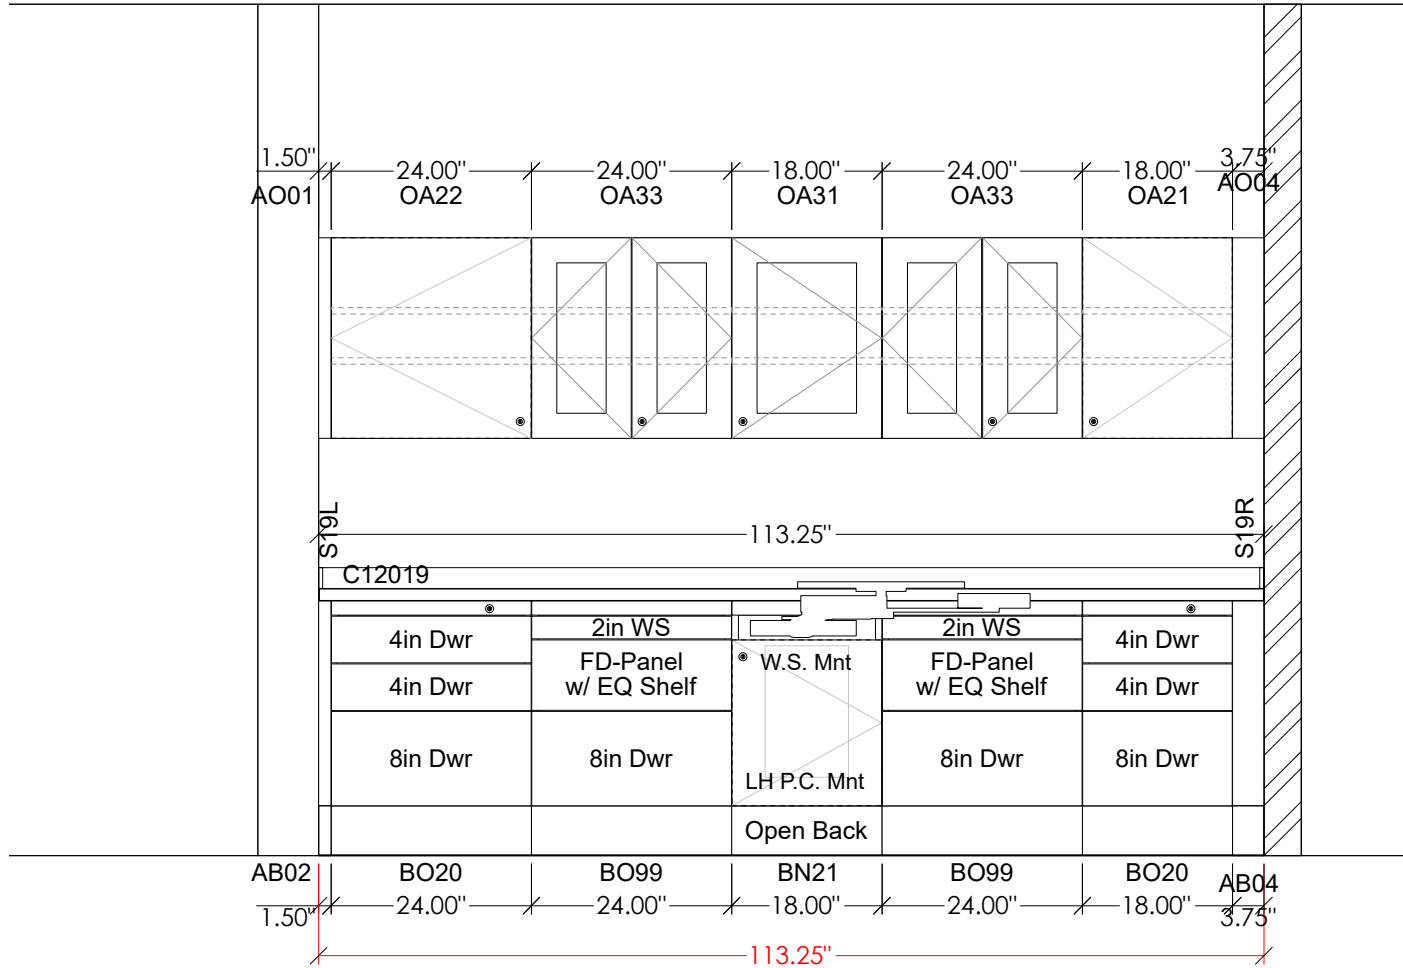 1.50" 24.00" 24.00" 18.00" 24.00" 18.00" 3.75"
AO01 OA22 OA33 OA31 OA33 OA21 AO04
S19L 113.25" S19R
C12019
4in Dwr 2in WS 2in WS 4in Dwr
FD-Panel W.S. Mnt FD-Panel
4in Dwr w/ EQ Shelf w/ EQ Shelf 4in Dwr
8in Dwr 8in Dwr 8in Dwr 8in Dwr
LH P.C. Mnt
Open Back
AB02 BO20 BO99 BN21 BO99 BO20 AB04
1.50" 24.00" 24.00" 18.00" 24.00" 18.00" 3.75"
113.25"